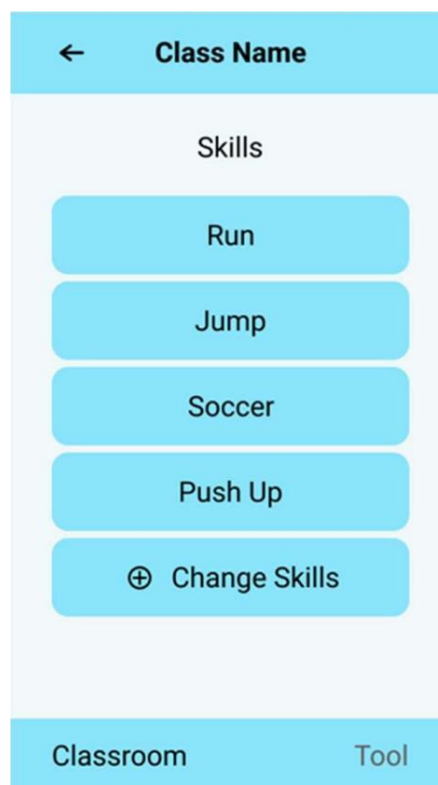 Class Name
Skills
Run
Jump
Soccer
Push Up
Change Skills
Classroom Tool